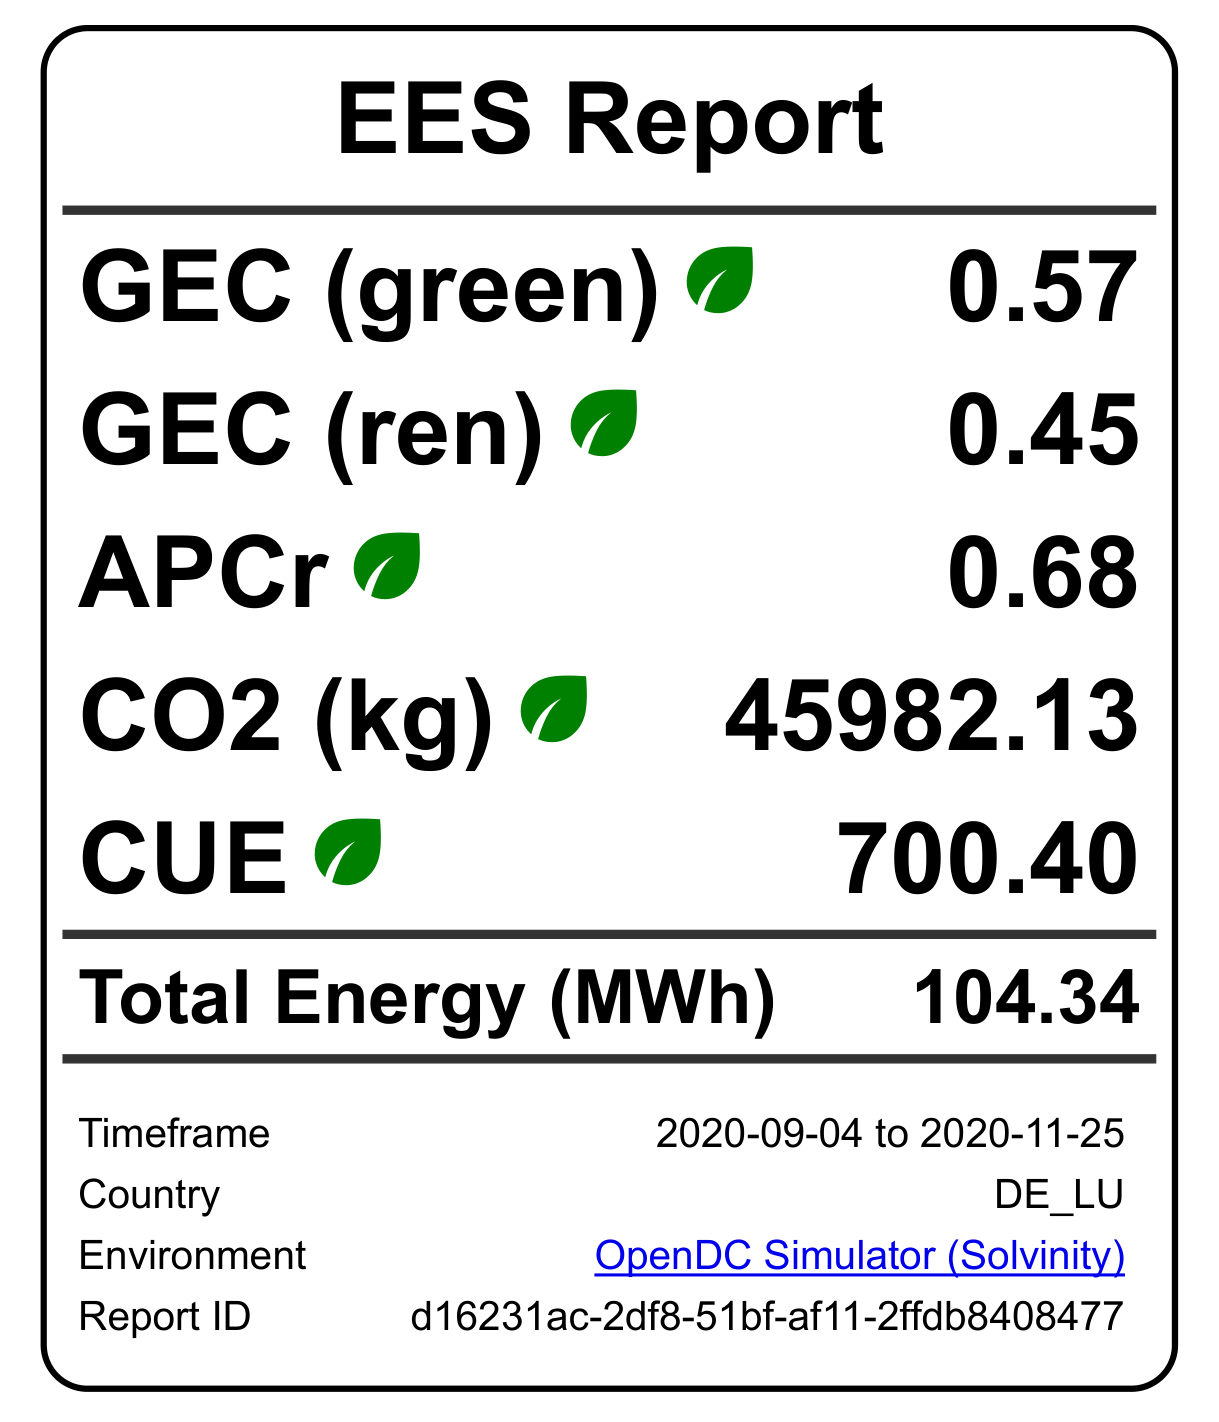 EES Report
GEC (green) 0.57
GEC (ren) 0.45
APCr 0.68
CO2 (kg) 45982.13
CUE 700.40
Total Energy (MWh) 104.34
Timeframe 2020-09-04 to 2020-11-25
Country DE_LU
Environment OpenDC Simulator (Solvinity)
Report ID d16231ac-2df8-51bf-af11-2ffdb8408477